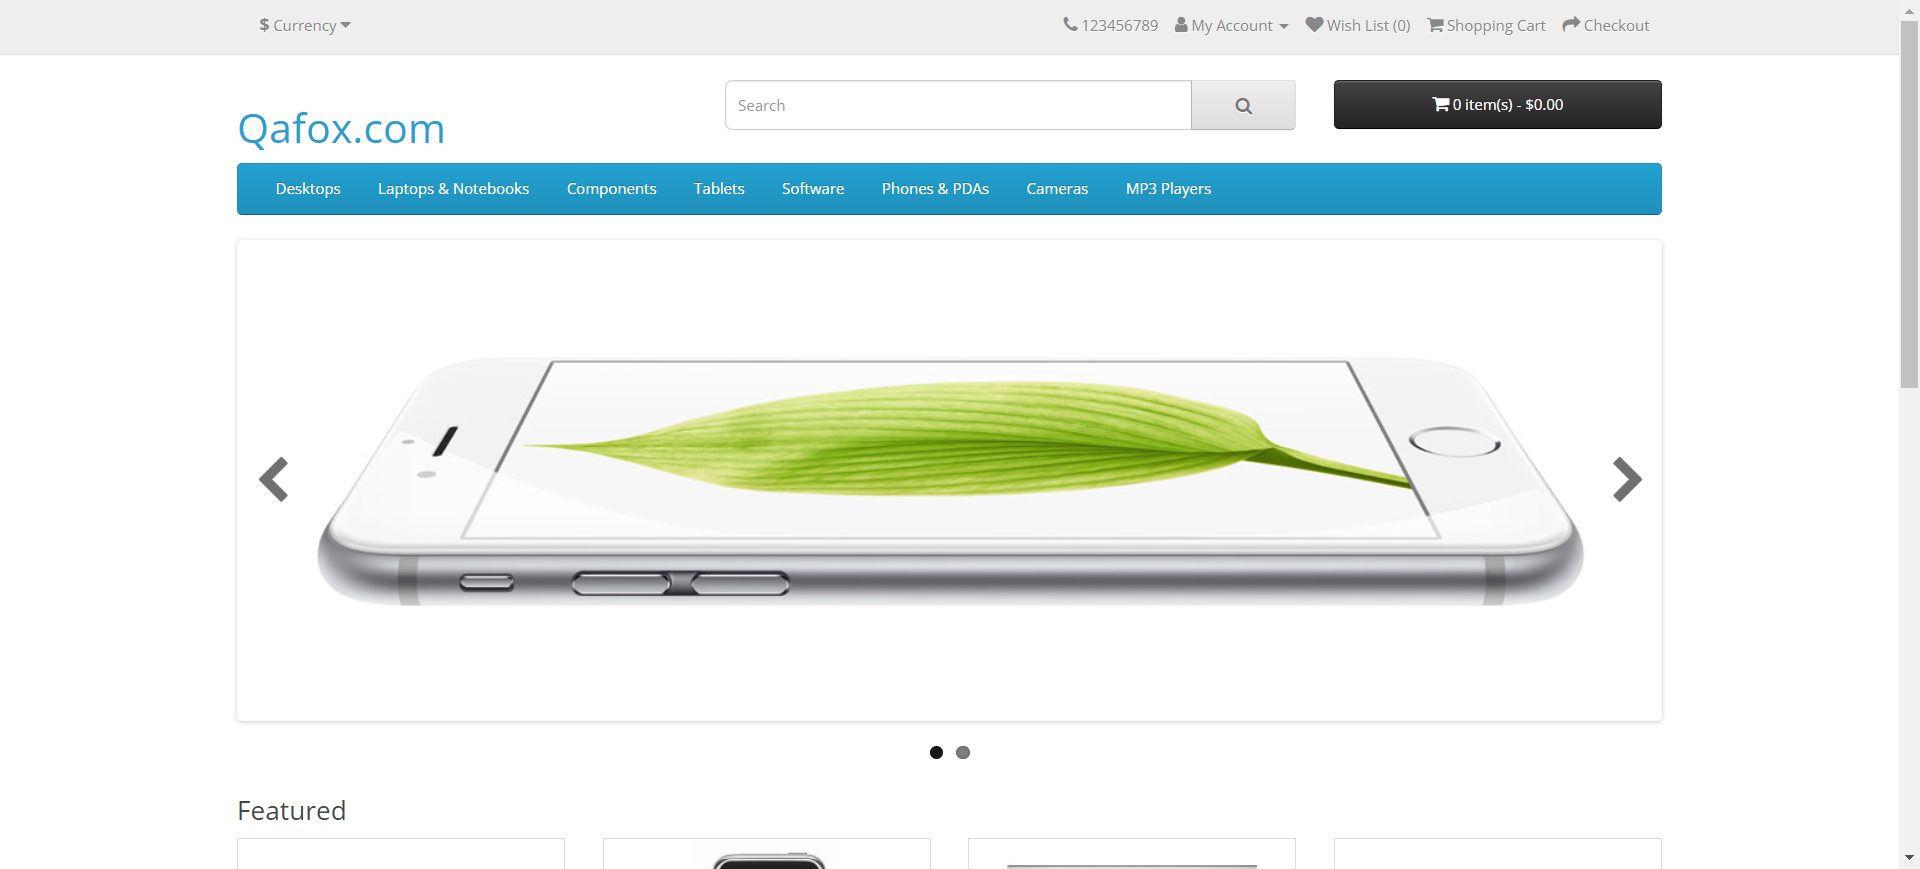 $ Currency
123456789 My Account Wish List (0) Shopping Cart Checkout
Qafox.com
Search
0 item(s) - $0.00
Desktops Laptops & Notebooks Components Tablets Software Phones & PDAs Cameras MP3 Players
Featured